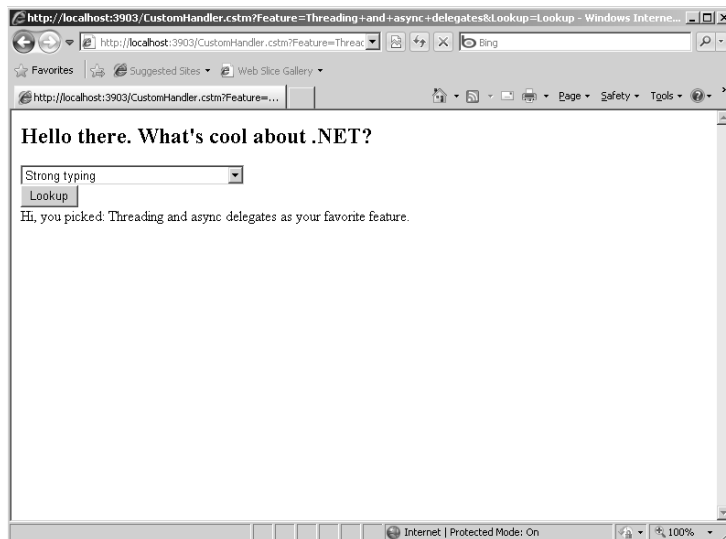 http://localhost:3903/CustomHandler.cstm?Feature=Threading+and+async+delegates&Lookup=Lookup - Windows Interne...
http://localhost:3903/CustomHandler.cstm?Feature=Threac
Bing
Favorites
Suggested Sites
Web Slice Gallery
http://localhost:3903/CustomHandler.cstm?Feature=...
Page
Safety
Tools
Hello there. What's cool about .NET?
Strong typing
Lookup
Hi, you picked: Threading and async delegates as your favorite feature.
Internet | Protected Mode: On
100%